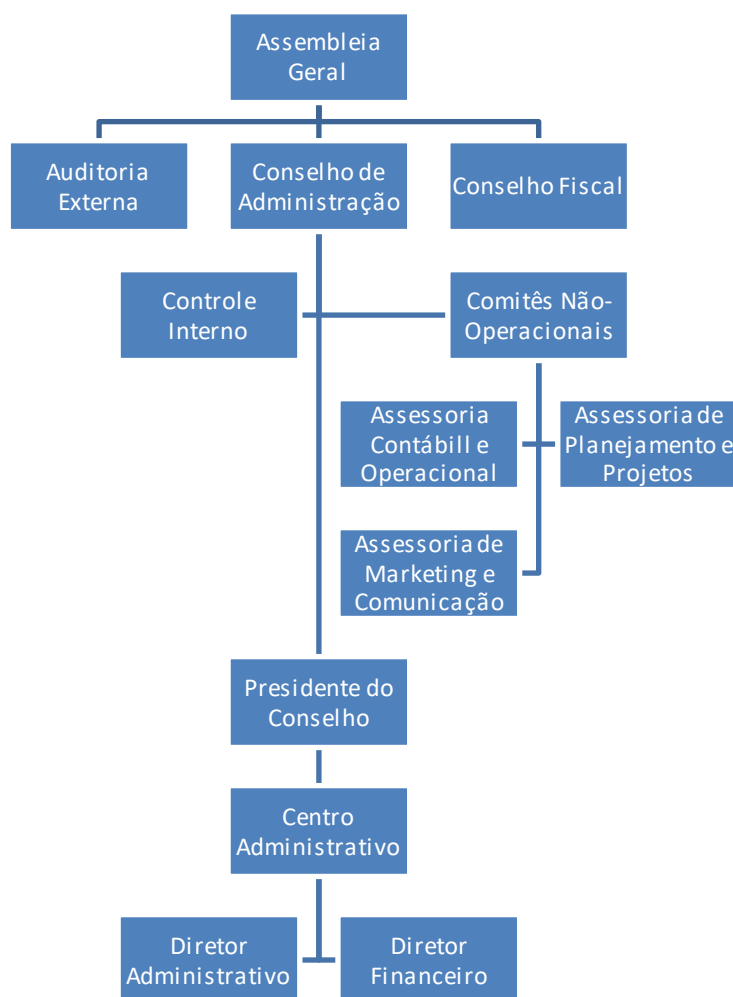 Assembleia
Geral
Auditoria
Externa
Conselho de
Administração
Conselho Fiscal
Controle
Interno
Comitês Não-
Operacionais
Assessoria
Contábill e
Operacional
Assessoria de
Planejamento e
Projetos
Assessoria de
Marketing e
Comunicação
Presidente do
Conselho
Centro
Administrativo
Diretor
Administrativo
Diretor
Financeiro